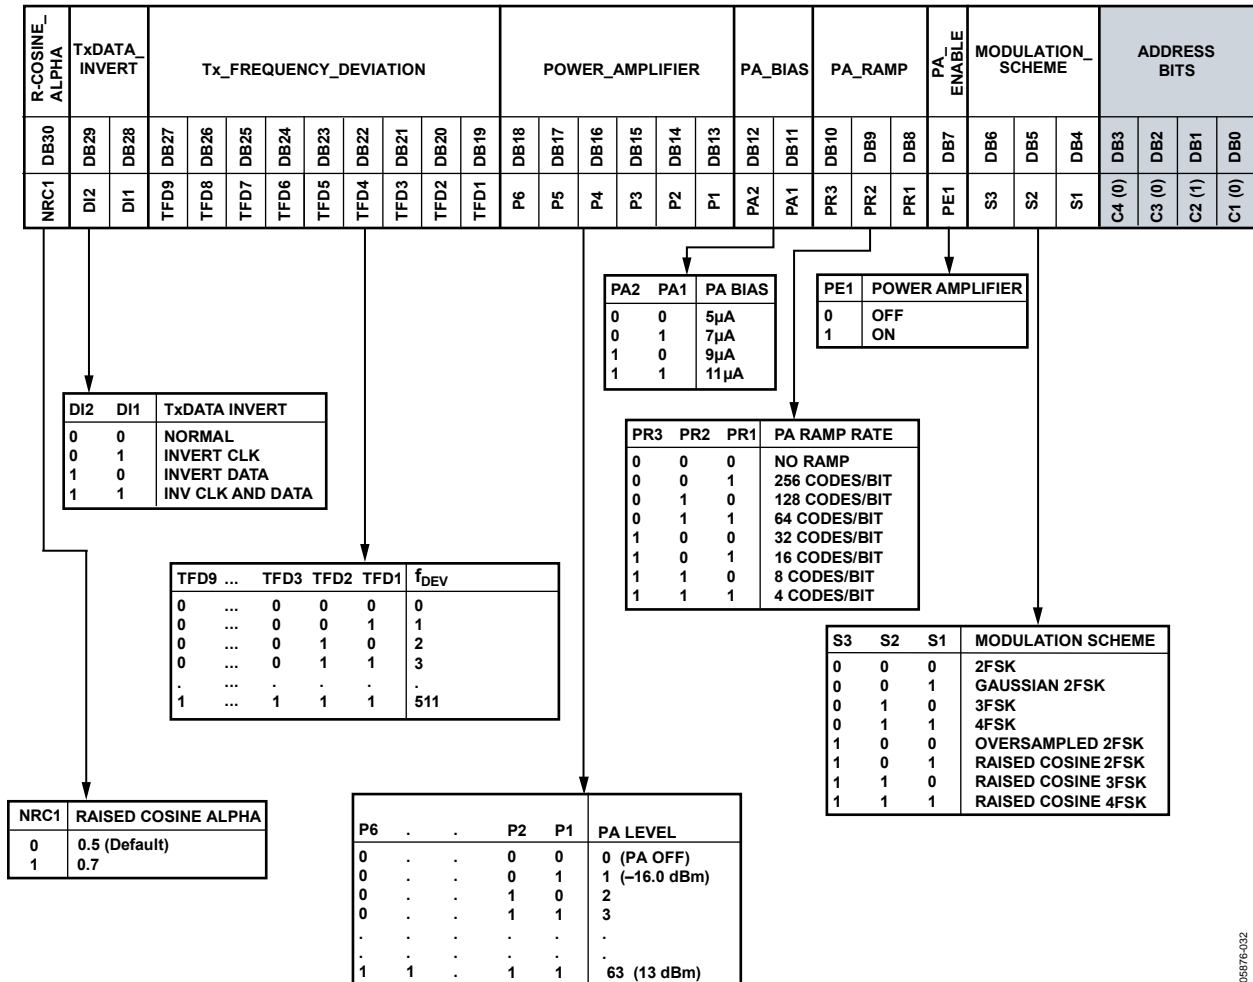 R-COSINE_ALPHA TxDATA_INVERT Tx_FREQUENCY_DEVIATION POWER_AMPLIFIER PA_BIAS PA_RAMP PA_ENABLE MODULATION_SCHEME ADDRESS BITS
DB30 DB29 DB28 DB27 DB26 DB25 DB24 DB23 DB22 DB21 DB20 DB19 DB18 DB17 DB16 DB15 DB14 DB13 DB12 DB11 DB10 DB9 DB8 DB7 DB6 DB5 DB4 DB3 DB2 DB1 DB0
NRC1 DI2 DI1 TFD9 TFD8 TFD7 TFD6 TFD5 TFD4 TFD3 TFD2 TFD1 P6 P5 P4 P3 P2 P1 PA2 PA1 PR3 PR2 PR1 PE1 S3 S2 S1 C4 (0) C3 (0) C2 (1) C1 (0)
PA2 PA1 PA BIAS
0 0 5µA
0 1 7µA
1 0 9µA
1 1 11µA
PE1 POWER AMPLIFIER
0 OFF
1 ON
DI2 DI1 TxDATA INVERT
0 0 NORMAL
0 1 INVERT CLK
1 0 INVERT DATA
1 1 INV CLK AND DATA
PR3 PR2 PR1 PA RAMP RATE
0 0 0 NO RAMP
0 0 1 256 CODES/BIT
0 1 0 128 CODES/BIT
0 1 1 64 CODES/BIT
1 0 0 32 CODES/BIT
1 0 1 16 CODES/BIT
1 1 0 8 CODES/BIT
1 1 1 4 CODES/BIT
TFD9 ... TFD3 TFD2 TFD1 fDEV
0 ... 0 0 0 0
0 ... 0 0 1 1
0 ... 0 1 0 2
0 ... 0 1 1 3
. ... . . . .
1 ... 1 1 1 511
S3 S2 S1 MODULATION SCHEME
0 0 0 2FSK
0 0 1 GAUSSIAN 2FSK
0 1 0 3FSK
0 1 1 4FSK
1 0 0 OVERSAMPLED 2FSK
1 0 1 RAISED COSINE 2FSK
1 1 0 RAISED COSINE 3FSK
1 1 1 RAISED COSINE 4FSK
NRC1 RAISED COSINE ALPHA
0 0.5 (Default)
1 0.7
P6 . . P2 P1 PA LEVEL
0 . . 0 0 0 (PA OFF)
0 . . 0 1 1 (–16.0 dBm)
0 . . 1 0 2
0 . . 1 1 3
. . . . . .
. . . . . .
1 1 . 1 1 63 (13 dBm)
05876-032